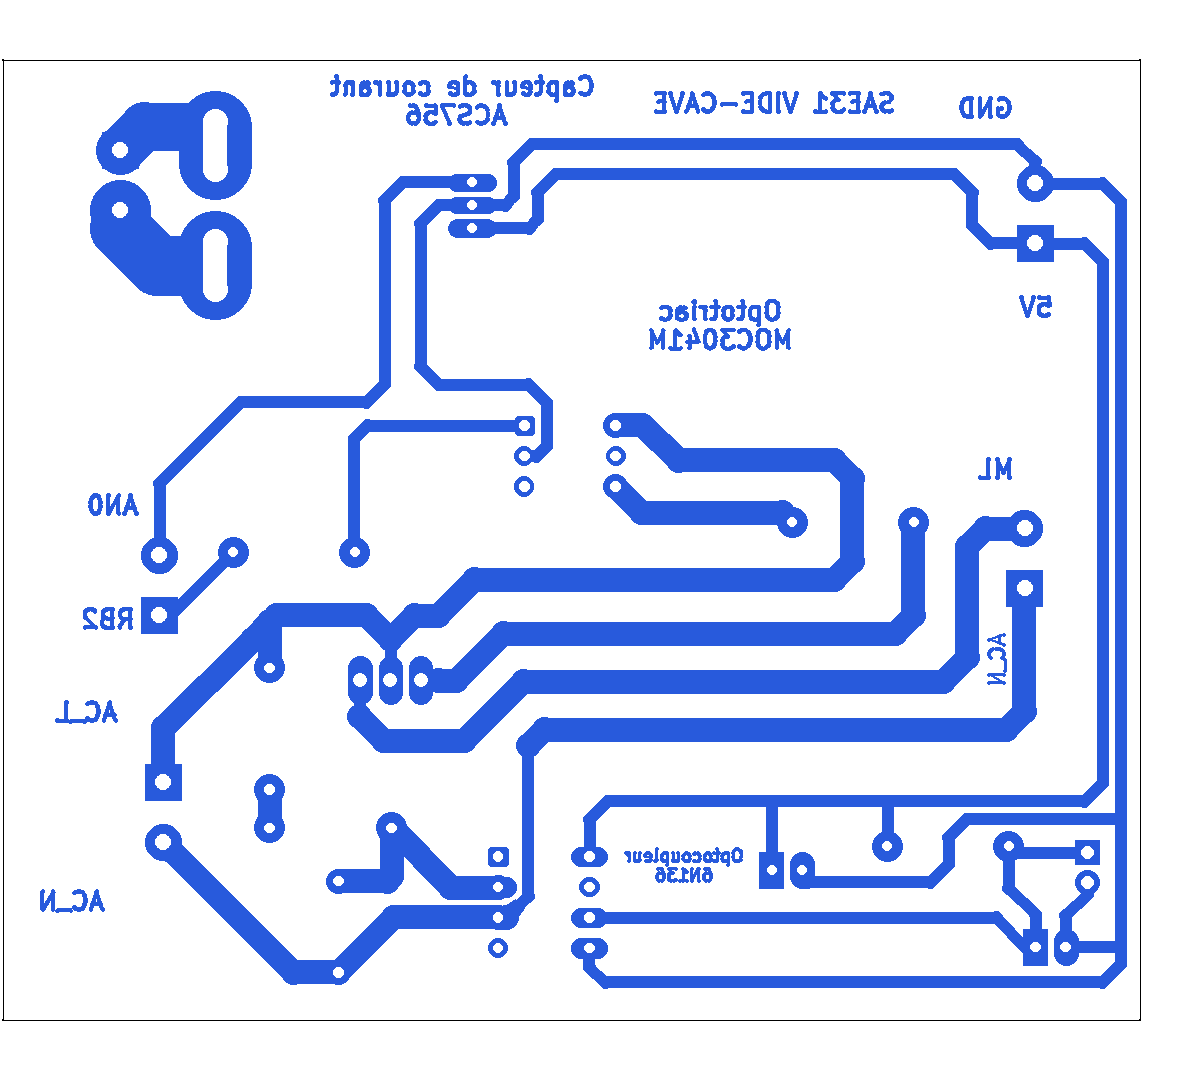 Capteur de courant
ACS756
SAE31 VIDE-CAVE
GND
5V
Optotriac
MOC3041M
ML
AN0
RB2
AC_N
AC_L
Optocoupleur
6N136
AC_N